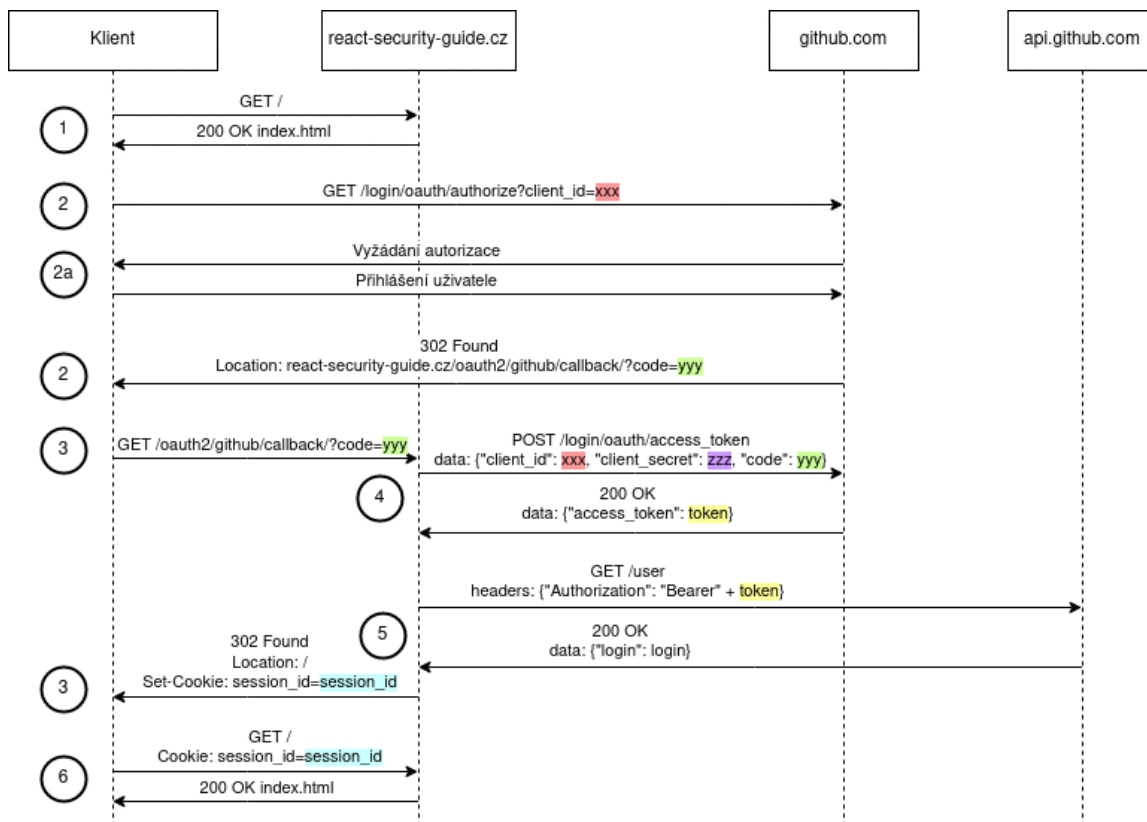 Klient
react-security-guide.cz
github.com
api.github.com
GET /
1
200 OK index.html
GET /login/oauth/authorize?client_id=xxx
2
Vyžádání autorizace
2a
Přihlášení uživatele
302 Found
Location: react-security-guide.cz/oauth2/github/callback/?code=yyy
2
GET /oauth2/github/callback/?code=yyy
3
POST /login/oauth/access_token
data: {"client_id": xxx, "client_secret": zzz, "code": yyy}
4
200 OK
data: {"access_token": token}
GET /user
headers: {"Authorization": "Bearer" + token}
5
200 OK
data: {"login": login}
302 Found
Location: /
Set-Cookie: session_id=session_id
3
GET /
Cookie: session_id=session_id
6
200 OK index.html